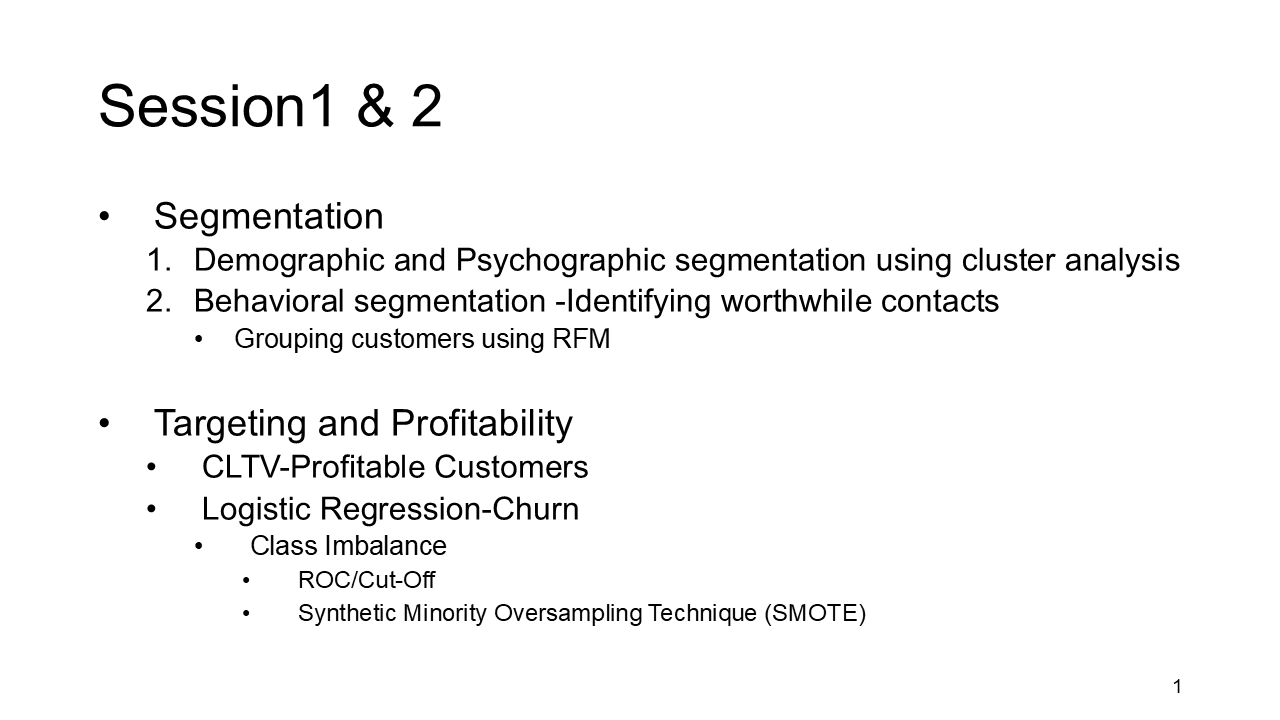 Session1 & 2
• Segmentation
1. Demographic and Psychographic segmentation using cluster analysis
2. Behavioral segmentation -Identifying worthwhile contacts
• Grouping customers using RFM
• Targeting and Profitability
• CLTV-Profitable Customers
• Logistic Regression-Churn
• Class Imbalance
• ROC/Cut-Off
• Synthetic Minority Oversampling Technique (SMOTE)
1